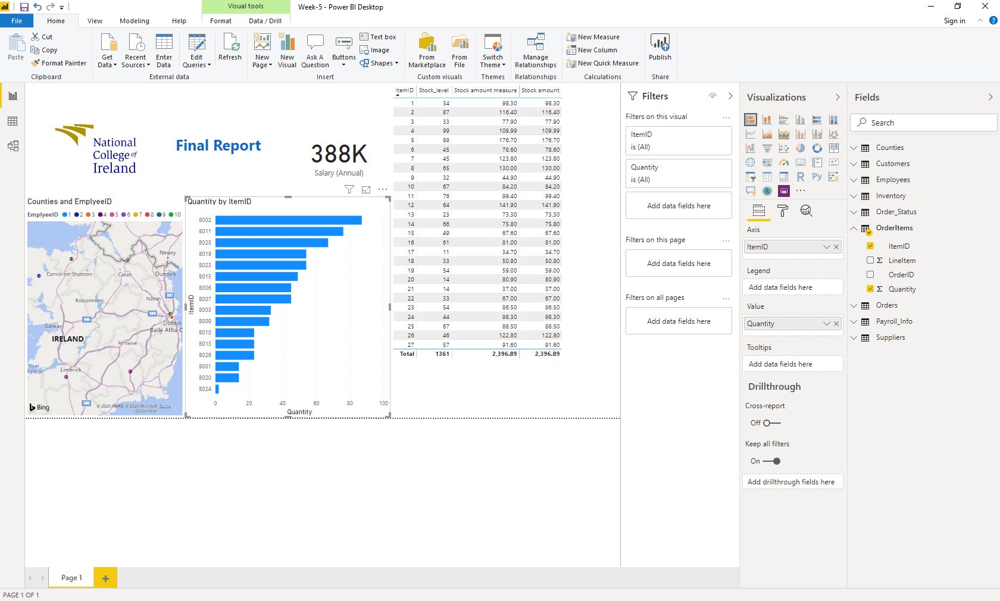 Visual tools
Week-5 - Power BI Desktop
File
Home
View
Modeling
Help
Format
Data / Drill
Sign in
Paste
Cut
Copy
Format Painter
Clipboard
Get Data
Recent Sources
Enter Data
Edit Queries
Refresh
External data
New Page
New Visual
Ask A Question
Buttons
Text box
Image
Shapes
Insert
From Marketplace
From File
Custom visuals
Switch Theme
Themes
Manage Relationships
Relationships
New Measure
New Column
New Quick Measure
Calculations
Publish
Share
National
College of
Ireland
Final Report
388K
Salary (Annual)
Counties and EmplyeeID
EmplyeeID 1 2 3 4 5 6 7 8 9 10
Newry
Carrick-on-Shannon
Cavan
Dundalk
M1
Roscommon
Navan
M4
M6
Galway
Dublin
Baile Atha C
IRELAND
Portlaoise
River
hannon
Limerick
M8
Bing
© 2020 HERE, © 2020 Microsoft Corporation Terms
Quantity by ItemID
ItemID
B002
B011
B025
B019
B023
B015
B006
B007
B003
B009
B010
B013
B026
B001
B020
B024
0 20 40 60 80 100
Quantity
ItemID Stock_level Stock amount measure Stock amount
1 34 98.30 98.30
2 87 116.40 116.40
3 33 77.90 77.90
4 99 109.99 109.99
5 88 176.70 176.70
6 45 78.60 78.60
7 45 123.80 123.80
8 65 130.00 130.00
9 32 44.90 44.90
10 67 84.20 84.20
11 76 99.40 99.40
12 64 141.90 141.90
13 23 73.30 73.30
14 66 75.80 75.80
15 49 67.60 67.60
16 61 81.00 81.00
17 11 34.70 34.70
18 33 50.80 50.80
19 54 59.00 59.00
20 14 80.90 80.90
21 14 37.00 37.00
22 33 67.00 67.00
23 54 86.50 86.50
24 44 98.30 98.30
25 67 88.50 88.50
26 46 122.80 122.80
27 57 91.60 91.60
Total 1361 2,396.89 2,396.89
Filters
Filters on this visual ...
ItemID
is (All)
Quantity
is (All)
Add data fields here
Filters on this page ...
Add data fields here
Filters on all pages ...
Add data fields here
Visualizations
123
R
Py
...
Axis
ItemID
Legend
Add data fields here
Value
Quantity
Tooltips
Add data fields here
Drillthrough
Cross-report
Off
Keep all filters
On
Add drillthrough fields here
Fields
Search
Counties
Customers
Employees
Inventory
Order_Status
OrderItems
ItemID
Σ LineItem
OrderID
Σ Quantity
Orders
Payroll_Info
Suppliers
Page 1
PAGE 1 OF 1